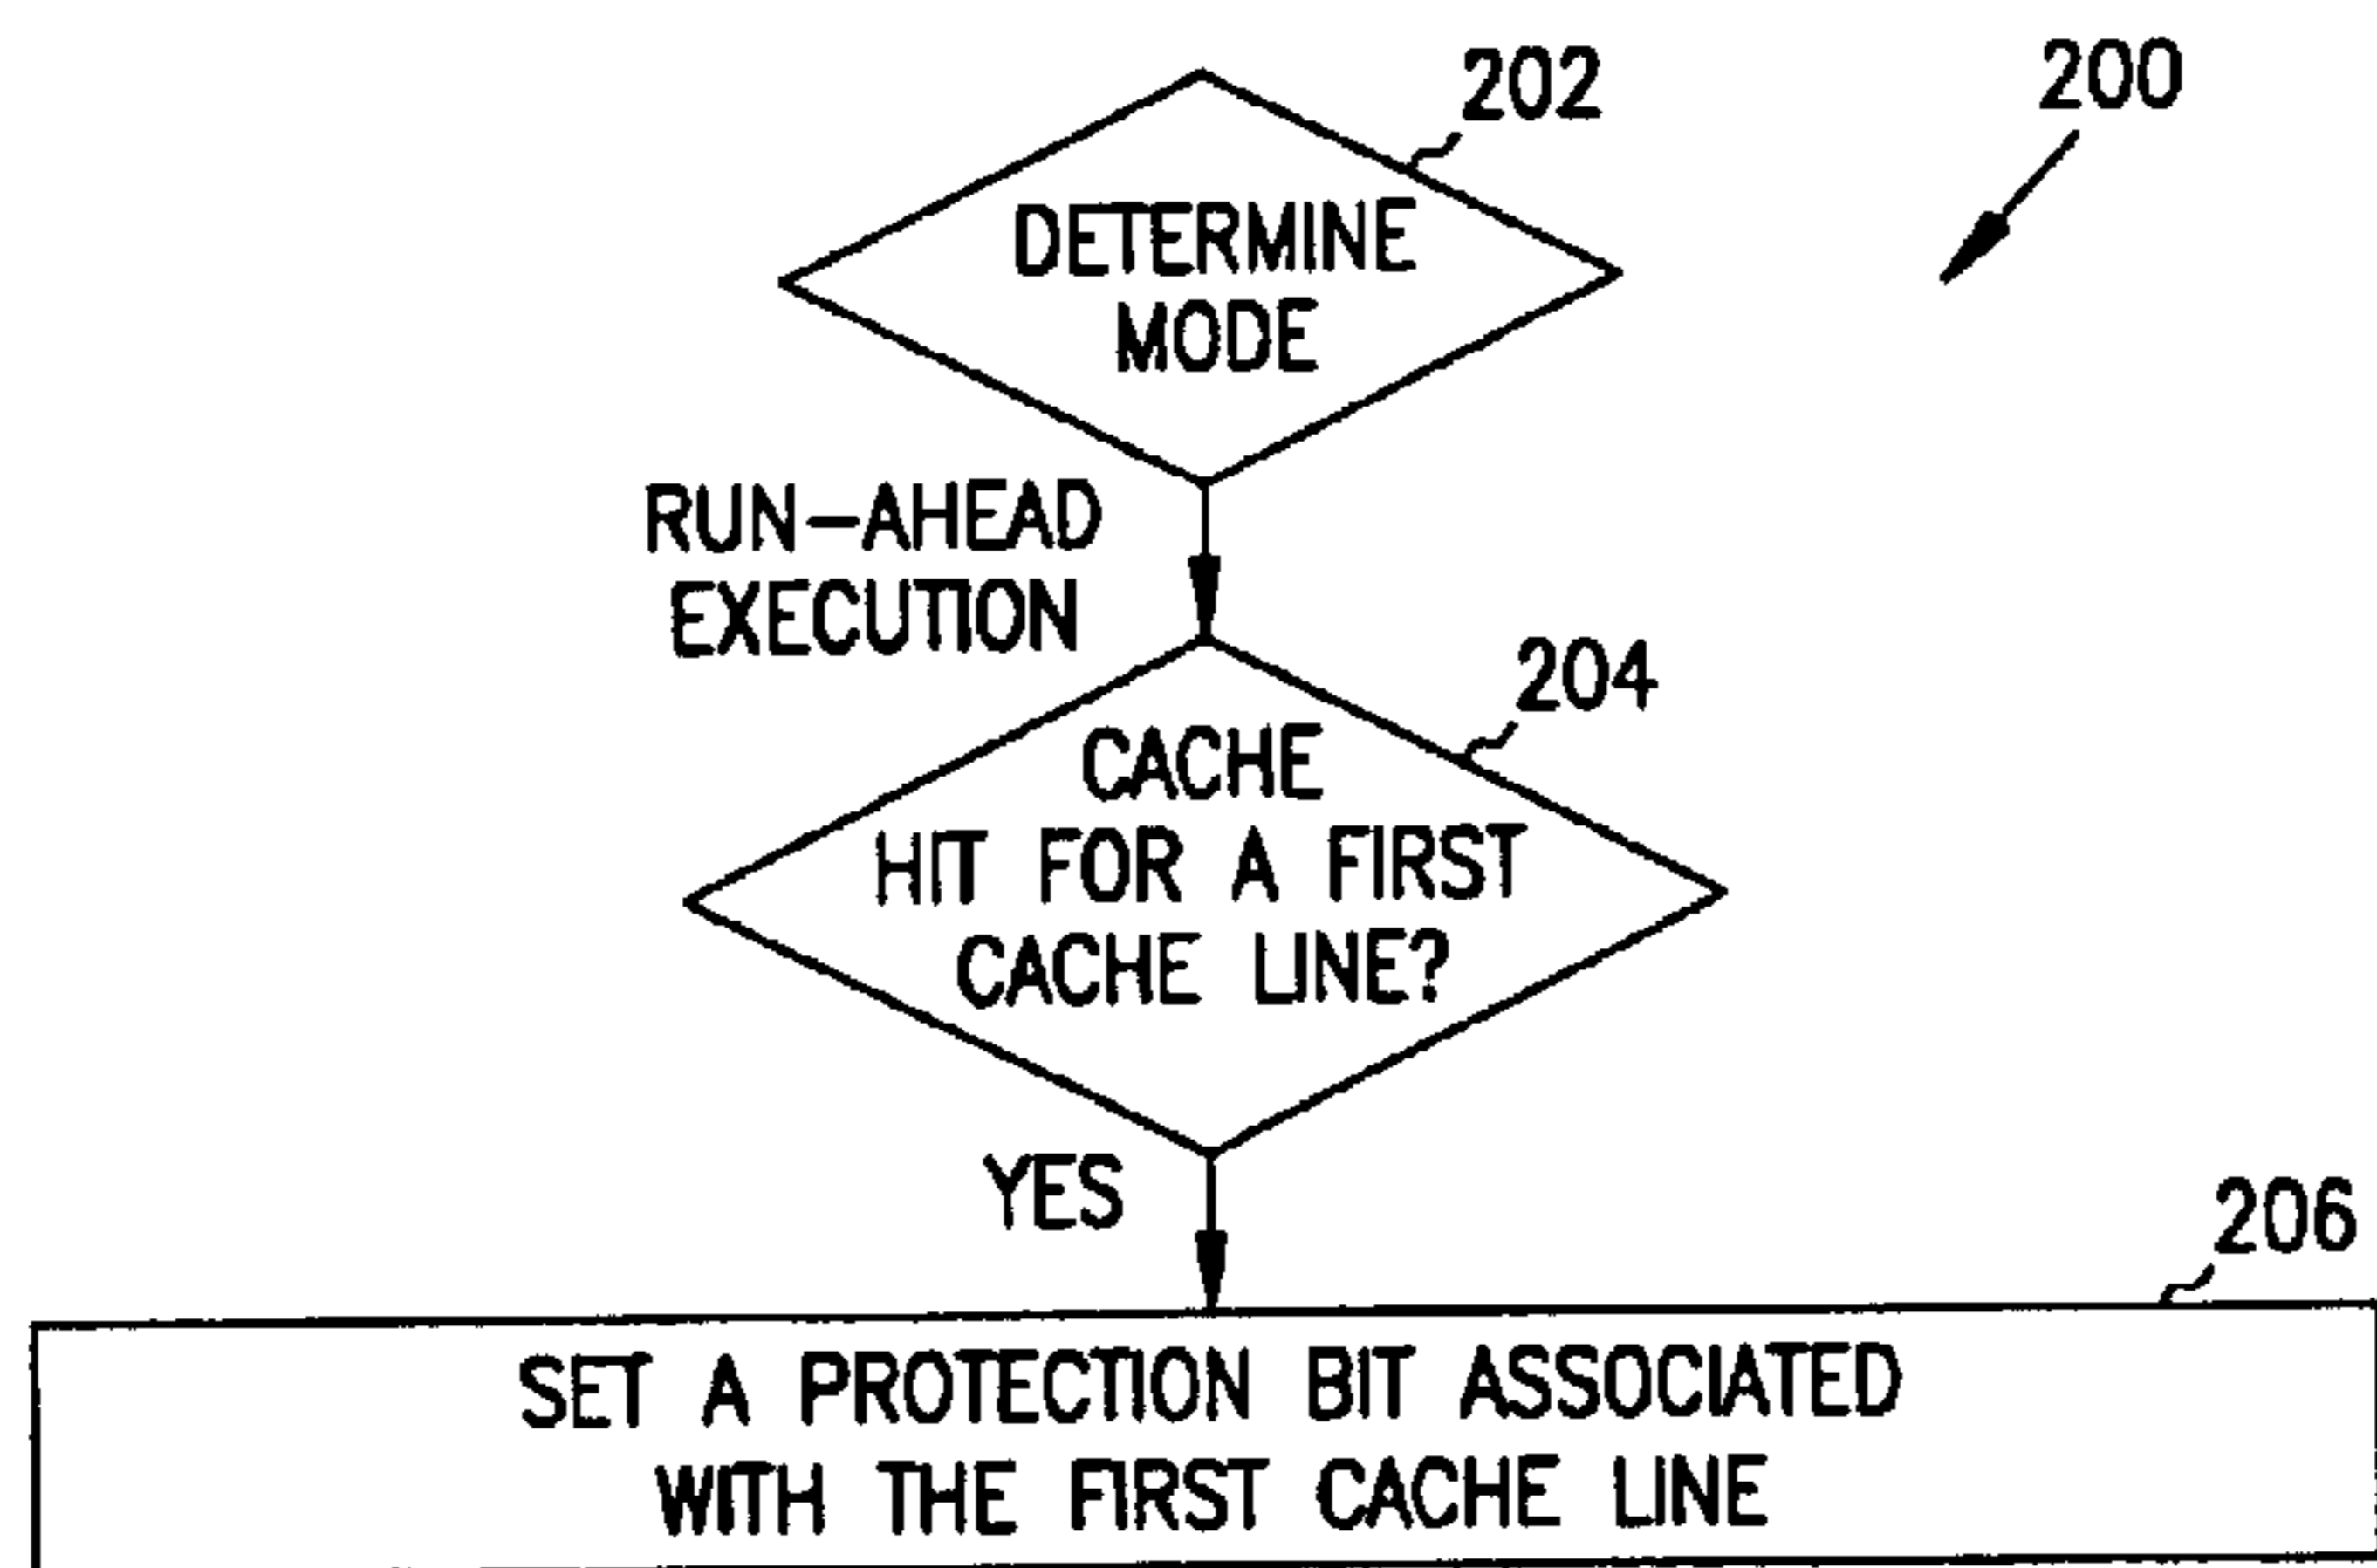 202
200
DETERMINE
MODE
RUN-AHEAD
EXECUTION
204
CACHE
HIT FOR A FIRST
CACHE LINE?
YES
206
SET A PROTECTION BIT ASSOCIATED
WITH THE FIRST CACHE LINE